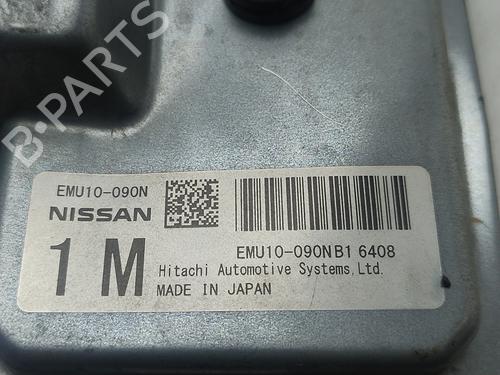 B-PARTS
EMU10-090N
NISSAN
1 M
EMU10-090NB1 6408
Hitachi Automotive Systems,Ltd.
MADE IN JAPAN